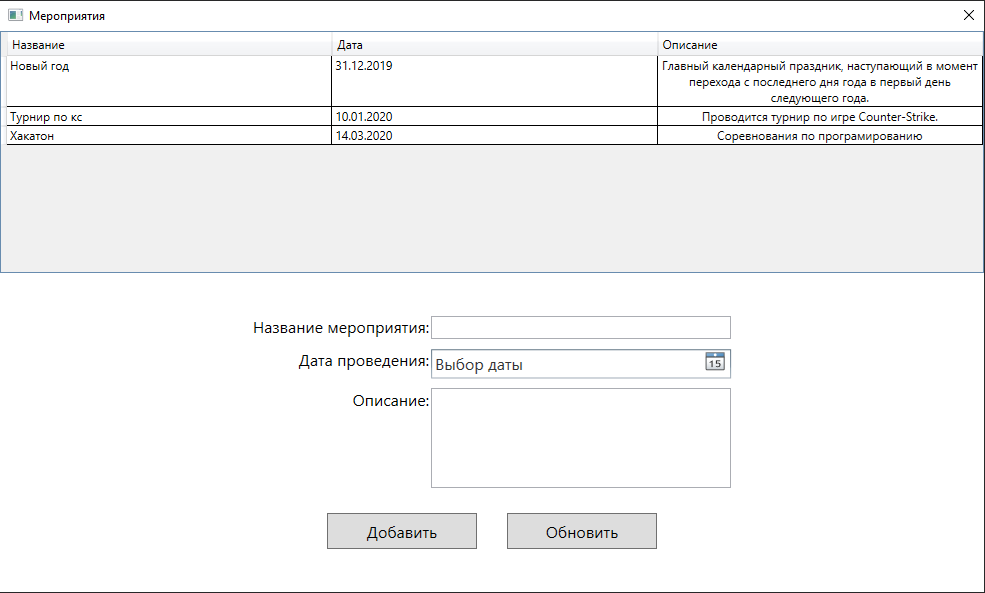 Мероприятия
Название Дата Описание
Новый год 31.12.2019 Главный календарный праздник, наступающий в момент
перехода с последнего дня года в первый день
следующего года.
Турнир по кс 10.01.2020 Проводится турнир по игре Counter-Strike.
Хакатон 14.03.2020 Соревнования по програмированию
Название мероприятия:
Дата проведения: Выбор даты 15
Описание:
Добавить Обновить